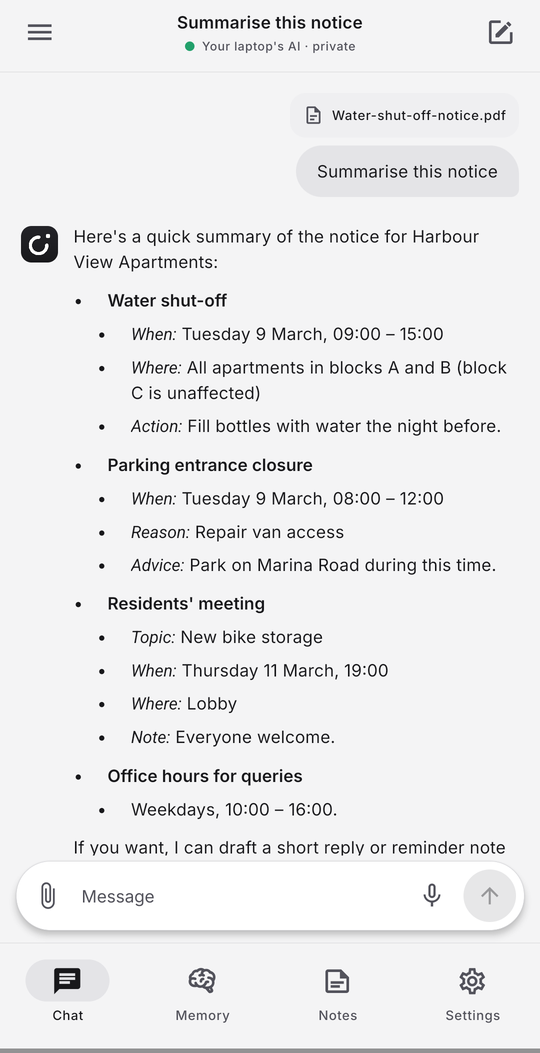 Summarise this notice
Your laptop's AI · private
Water-shut-off-notice.pdf
Summarise this notice
Here's a quick summary of the notice for Harbour
View Apartments:
• Water shut-off
• When: Tuesday 9 March, 09:00 – 15:00
• Where: All apartments in blocks A and B (block
C is unaffected)
• Action: Fill bottles with water the night before.
• Parking entrance closure
• When: Tuesday 9 March, 08:00 – 12:00
• Reason: Repair van access
• Advice: Park on Marina Road during this time.
• Residents' meeting
• Topic: New bike storage
• When: Thursday 11 March, 19:00
• Where: Lobby
• Note: Everyone welcome.
• Office hours for queries
• Weekdays, 10:00 – 16:00.
If you want, I can draft a short reply or reminder note
Message
Chat
Memory
Notes
Settings